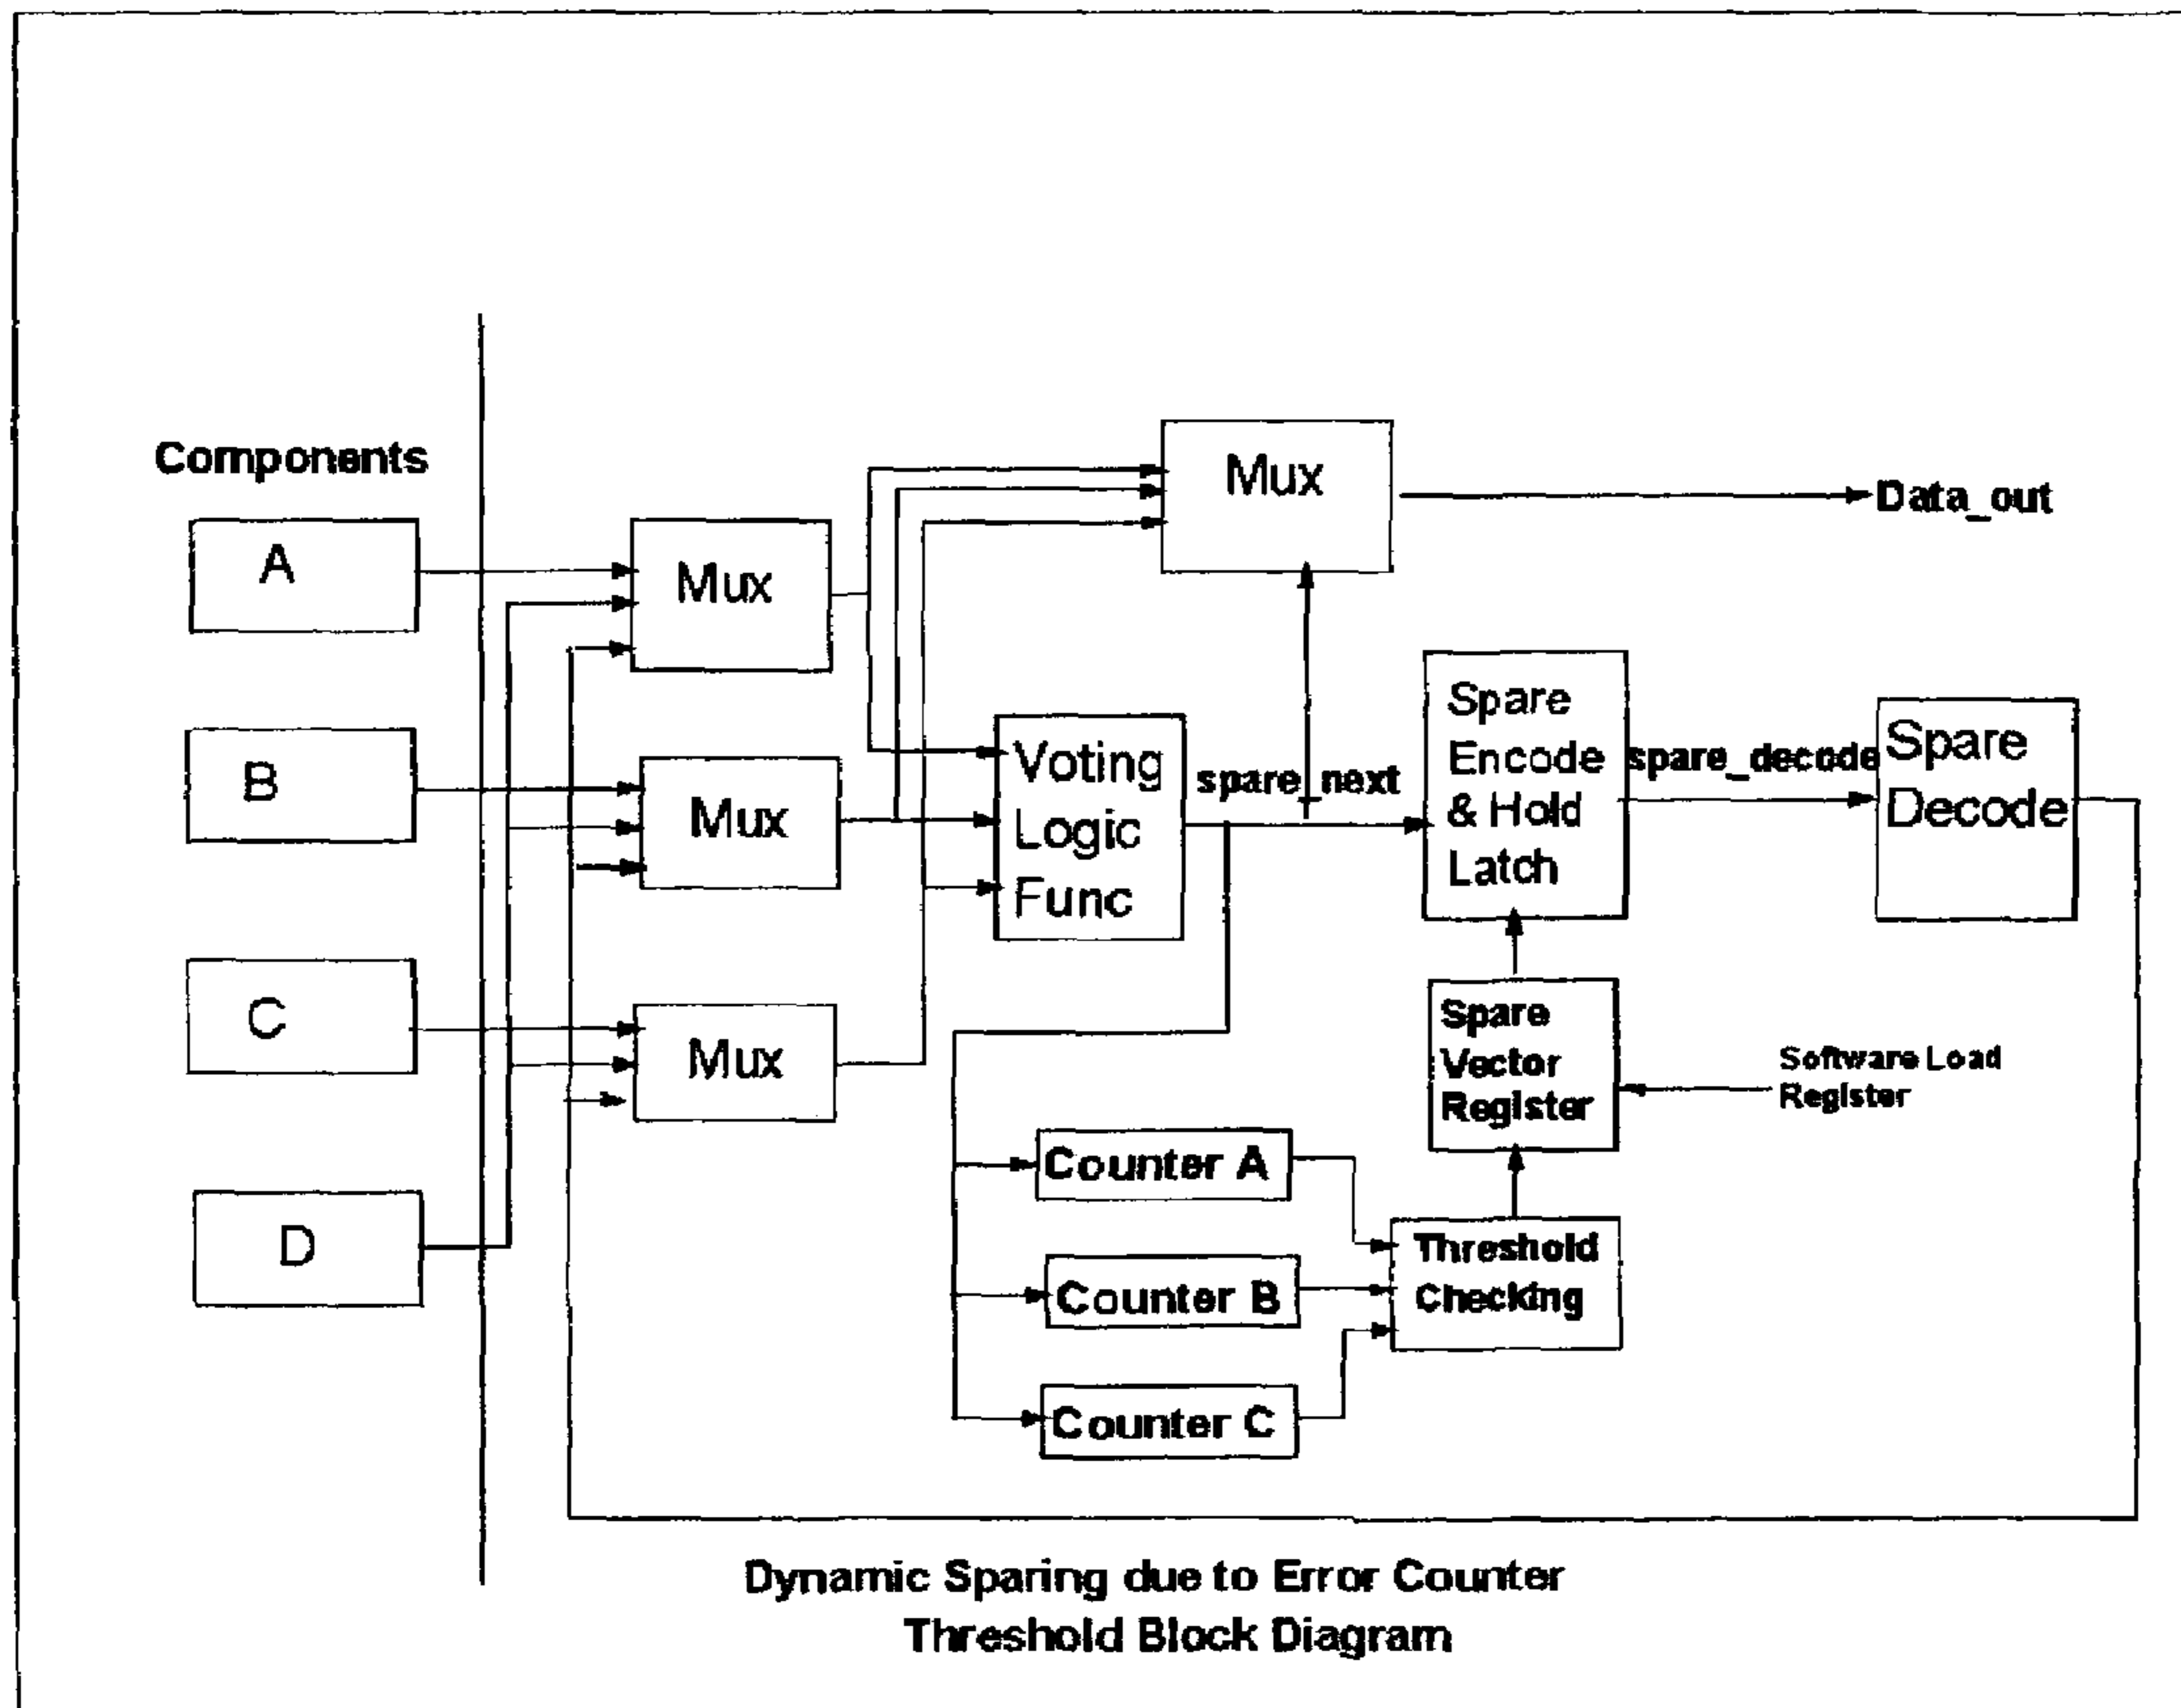 Components
A
B
C
D
Mux
Mux
Mux
Mux
Data_out
Voting
Logic
Func
spare_next
Spare
Encode
& Hold
Latch
spare_decode
Spare
Decode
Spare
Vector
Register
Software Load
Register
Counter A
Counter B
Counter C
Threshold
Checking
Dynamic Sparing due to Error Counter
Threshold Block Diagram